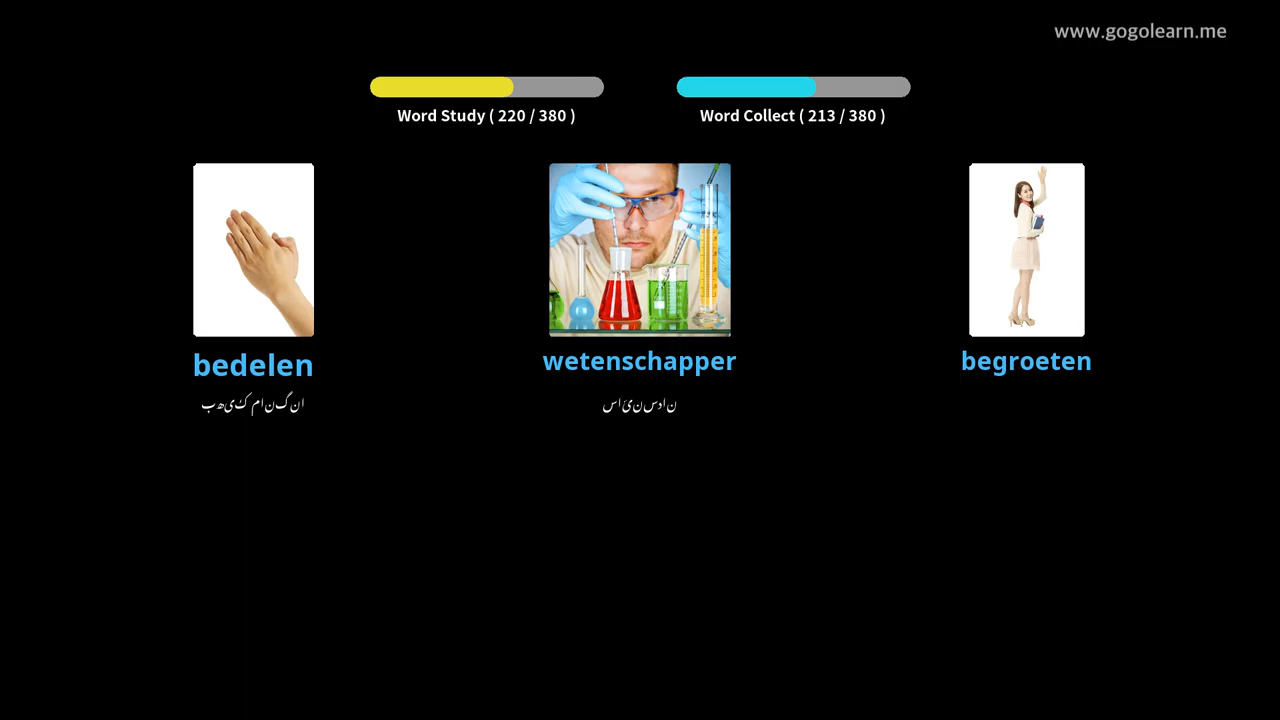 www.gogolearn.me
Word Study ( 220 / 380 )
Word Collect ( 213 / 380 )
bedelen
wetenschapper
begroeten
بھیک مانگنا
سائنسدان